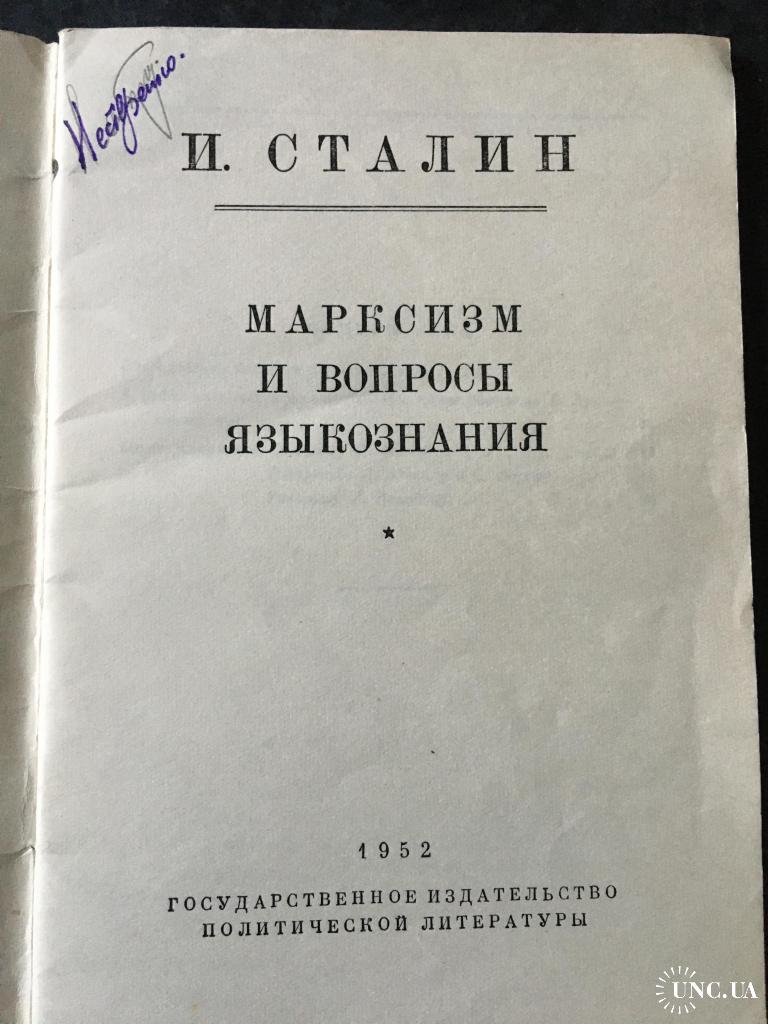 И. СТАЛИН
МАРКСИЗМ
И ВОПРОСЫ
ЯЗЫКОЗНАНИЯ
1952
ГОСУДАРСТВЕННОЕ ИЗДАТЕЛЬСТВО
ПОЛИТИЧЕСКОЙ ЛИТЕРАТУРЫ
UNC.UA